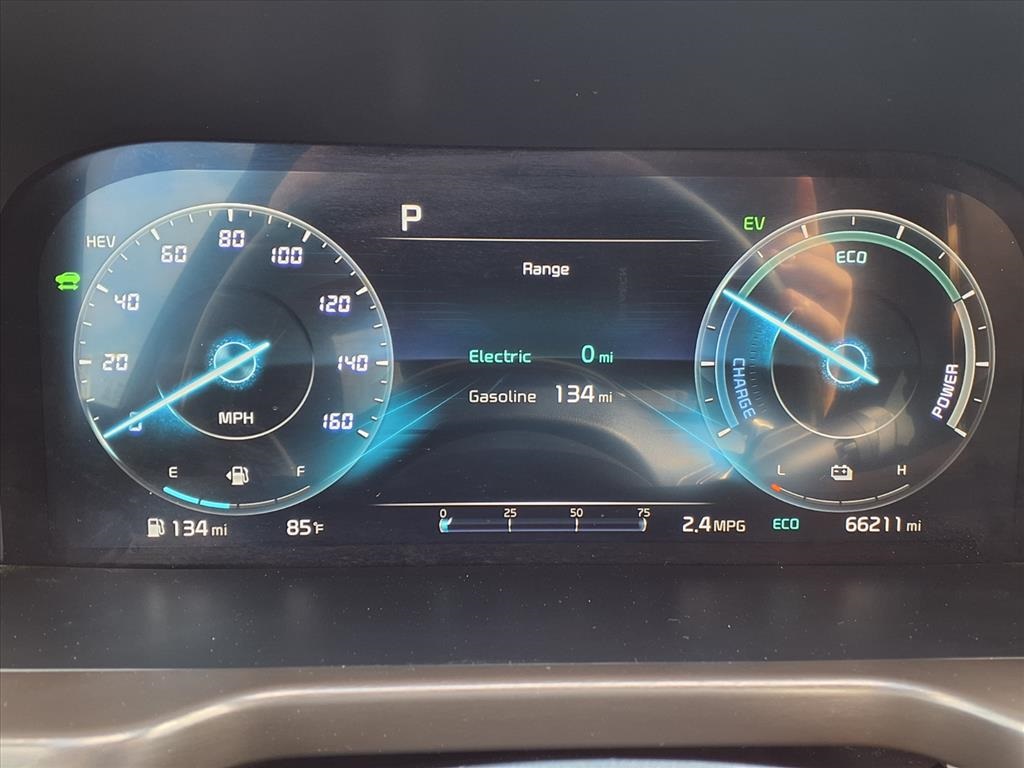 P
Range
Electric 0 mi
Gasoline 134 mi
HEV
0
20
40
60
80
100
120
140
160
MPH
E F
134 mi 85°F
0 25 50 75
2.4 MPG ECO 66211 mi
EV
ECO
CHARGE
POWER
L H